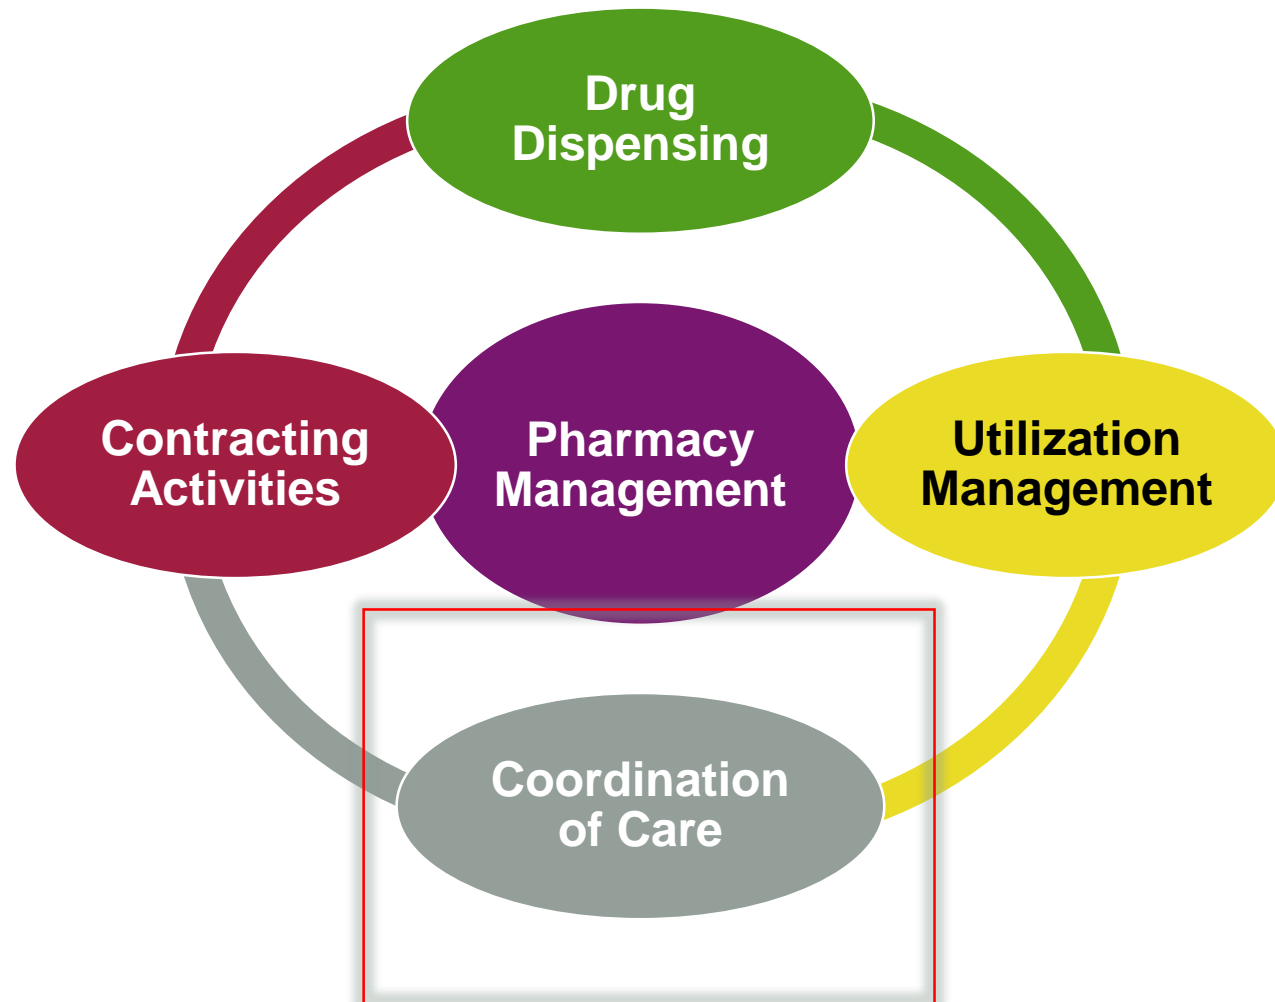 Drug
Dispensing
Contracting
Activities
Pharmacy
Management
Utilization
Management
Coordination
of Care